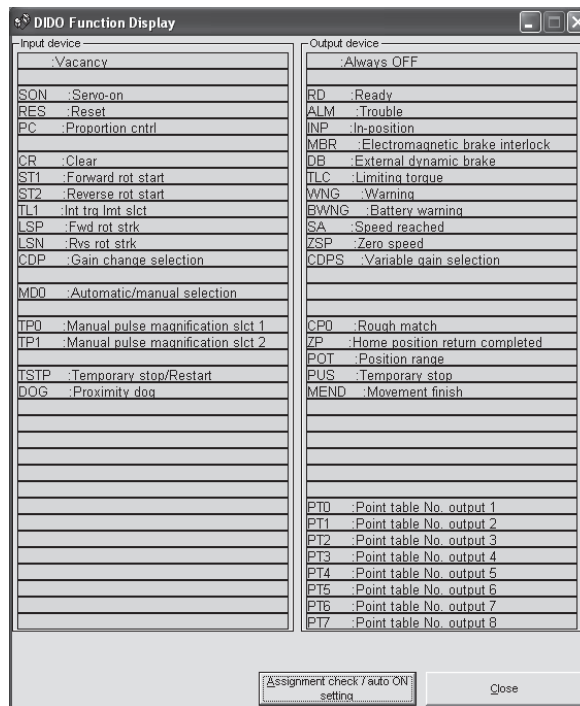 DIDO Function Display
Input device
:Vacancy
SON :Servo-on
RES :Reset
PC :Proportion cntrl
CR :Clear
ST1 :Forward rot start
ST2 :Reverse rot start
TL1 :Int trq lmt slct
LSP :Fwd rot strk
LSN :Rvs rot strk
CDP :Gain change selection
MD0 :Automatic/manual selection
TP0 :Manual pulse magnification slct 1
TP1 :Manual pulse magnification slct 2
TSTP :Temporary stop/Restart
DOG :Proximity dog
Output device
:Always OFF
RD :Ready
ALM :Trouble
INP :In-position
MBR :Electromagnetic brake interlock
DB :External dynamic brake
TLC :Limiting torque
WNG :Warning
BWNG :Battery warning
SA :Speed reached
ZSP :Zero speed
CDPS :Variable gain selection
CP0 :Rough match
ZP :Home position return completed
POT :Position range
PUS :Temporary stop
MEND :Movement finish
PT0 :Point table No. output 1
PT1 :Point table No. output 2
PT2 :Point table No. output 3
PT3 :Point table No. output 4
PT4 :Point table No. output 5
PT5 :Point table No. output 6
PT6 :Point table No. output 7
PT7 :Point table No. output 8
Assignment check / auto ON
setting
Close